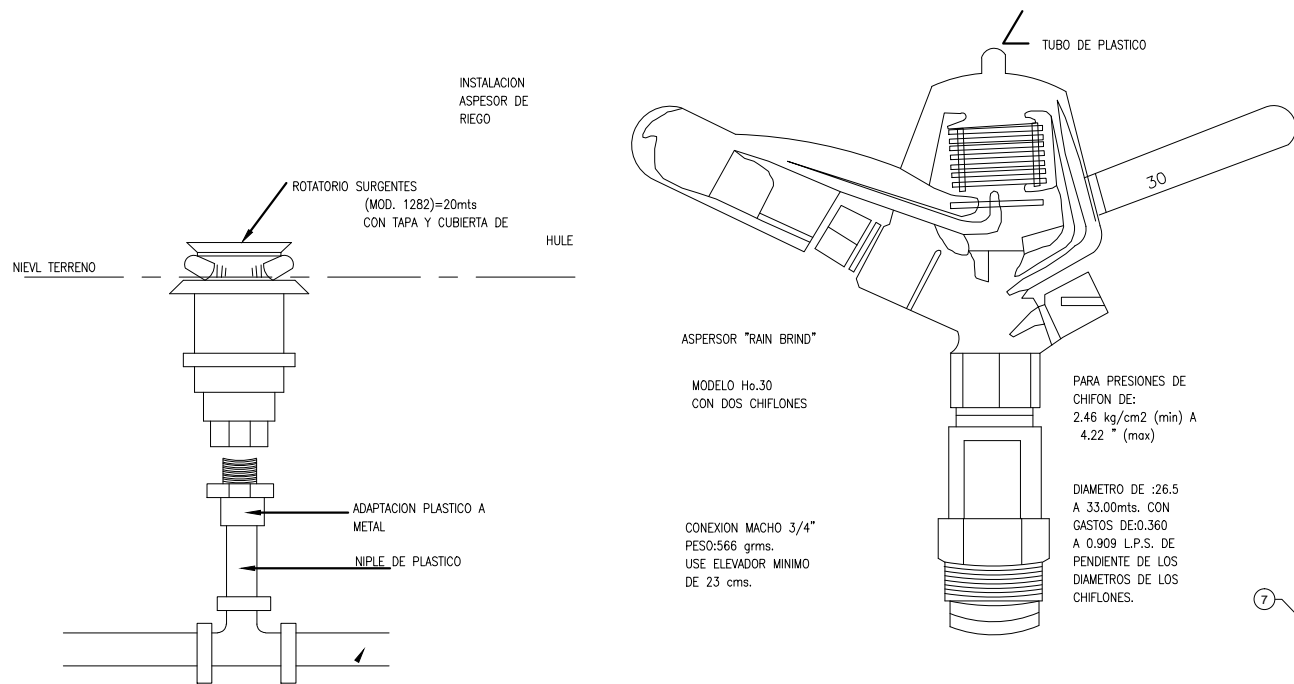 INSTALACION
ASPESOR DE
RIEGO
ROTATORIO SURGENTES
(MOD. 1282)=20mts
CON TAPA Y CUBIERTA DE
HULE
NIEVL TERRENO
ADAPTACION PLASTICO A
METAL
NIPLE DE PLASTICO
TUBO DE PLASTICO
30
ASPERSOR "RAIN BRIND"
MODELO Ho.30
CON DOS CHIFLONES
CONEXION MACHO 3/4"
PESO:566 grms.
USE ELEVADOR MINIMO
DE 23 cms.
PARA PRESIONES DE
CHIFON DE:
2.46 kg/cm2 (min) A
4.22 " (max)
DIAMETRO DE :26.5
A 33.00mts. CON
GASTOS DE:0.360
A 0.909 L.P.S. DE
PENDIENTE DE LOS
DIAMETROS DE LOS
CHIFLONES.
7